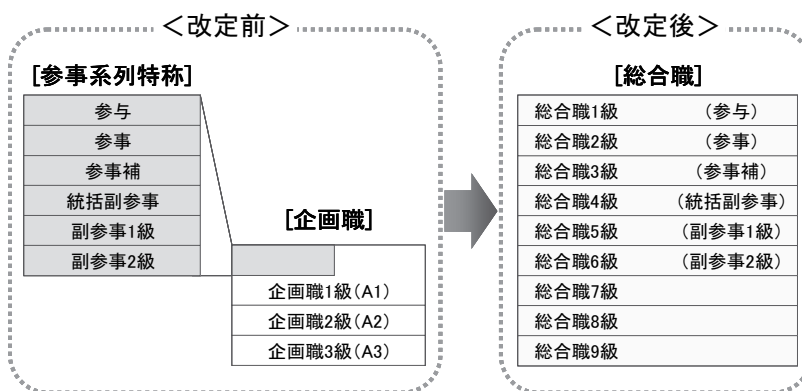 <改定前>
[参事系列特称]
参与
参事
参事補
統括副参事
副参事1級
副参事2級
[企画職]
企画職1級(A1)
企画職2級(A2)
企画職3級(A3)
<改定後>
[総合職]
総合職1級 (参与)
総合職2級 (参事)
総合職3級 (参事補)
総合職4級 (統括副参事)
総合職5級 (副参事1級)
総合職6級 (副参事2級)
総合職7級
総合職8級
総合職9級